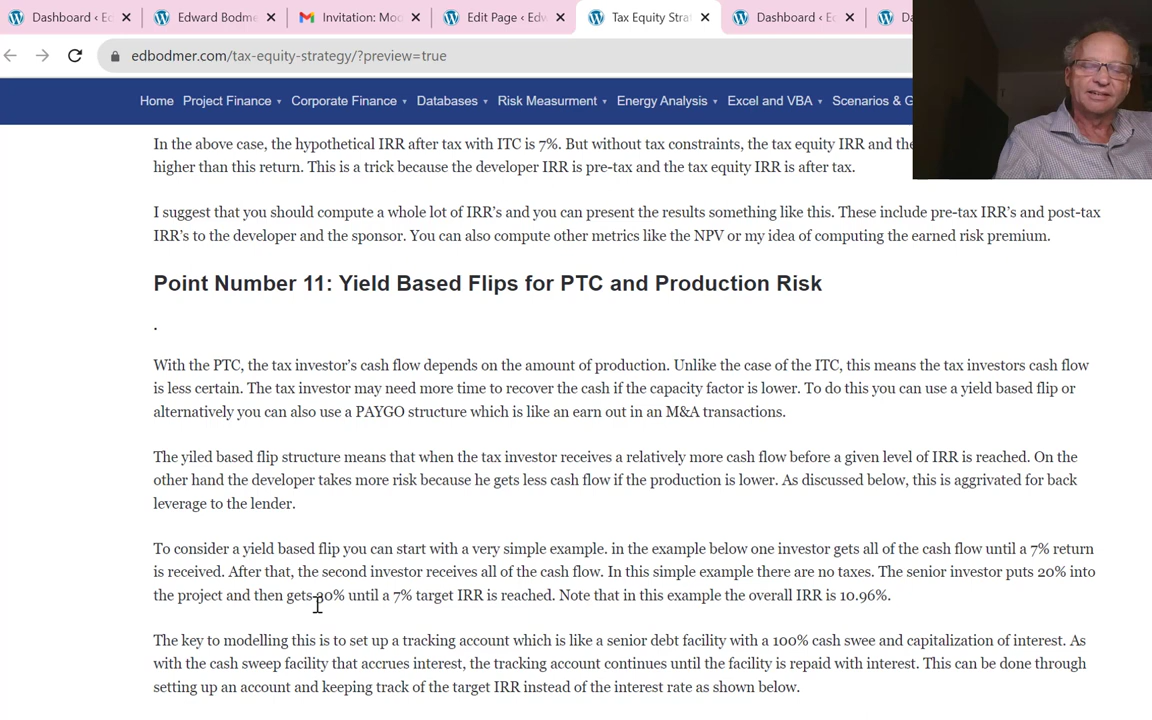 Dashboard ‹ Ec
Edward Bodme
Invitation: Moo
Edit Page ‹ Edw
Tax Equity Stra
Dashboard ‹ E
Da
edbodmer.com/tax-equity-strategy/?preview=true
Home Project Finance Corporate Finance Databases Risk Measurment Energy Analysis Excel and VBA Scenarios & G
In the above case, the hypothetical IRR after tax with ITC is 7%. But without tax constraints, the tax equity IRR and the
higher than this return. This is a trick because the developer IRR is pre-tax and the tax equity IRR is after tax.
I suggest that you should compute a whole lot of IRR's and you can present the results something like this. These include pre-tax IRR's and post-tax
IRR's to the developer and the sponsor. You can also compute other metrics like the NPV or my idea of computing the earned risk premium.
Point Number 11: Yield Based Flips for PTC and Production Risk
.
With the PTC, the tax investor's cash flow depends on the amount of production. Unlike the case of the ITC, this means the tax investors cash flow
is less certain. The tax investor may need more time to recover the cash if the capacity factor is lower. To do this you can use a yield based flip or
alternatively you can also use a PAYGO structure which is like an earn out in an M&A transactions.
The yiled based flip structure means that when the tax investor receives a relatively more cash flow before a given level of IRR is reached. On the
other hand the developer takes more risk because he gets less cash flow if the production is lower. As discussed below, this is aggrivated for back
leverage to the lender.
To consider a yield based flip you can start with a very simple example. in the example below one investor gets all of the cash flow until a 7% return
is received. After that, the second investor receives all of the cash flow. In this simple example there are no taxes. The senior investor puts 20% into
the project and then gets until a 7% target IRR is reached. Note that in this example the overall IRR is 10.96%.
The key to modelling this is to set up a tracking account which is like a senior debt facility with a 100% cash swee and capitalization of interest. As
with the cash sweep facility that accrues interest, the tracking account continues until the facility is repaid with interest. This can be done through
setting up an account and keeping track of the target IRR instead of the interest rate as shown below.